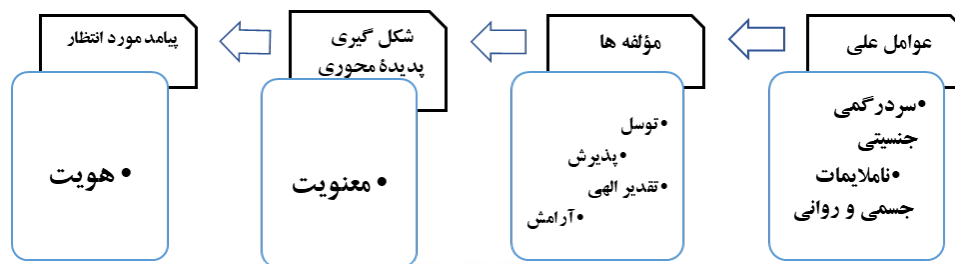 عوامل علی
•سردرگمی
جنسیتی
•ناملایمات
جسمی و روانی
مؤلفه ها
•توسل
•پذیرش
•تقدیر الهی
•آرامش
شکل گیری
پدیدۀ محوری
•معنویت
پیامد مورد انتظار
•هویت